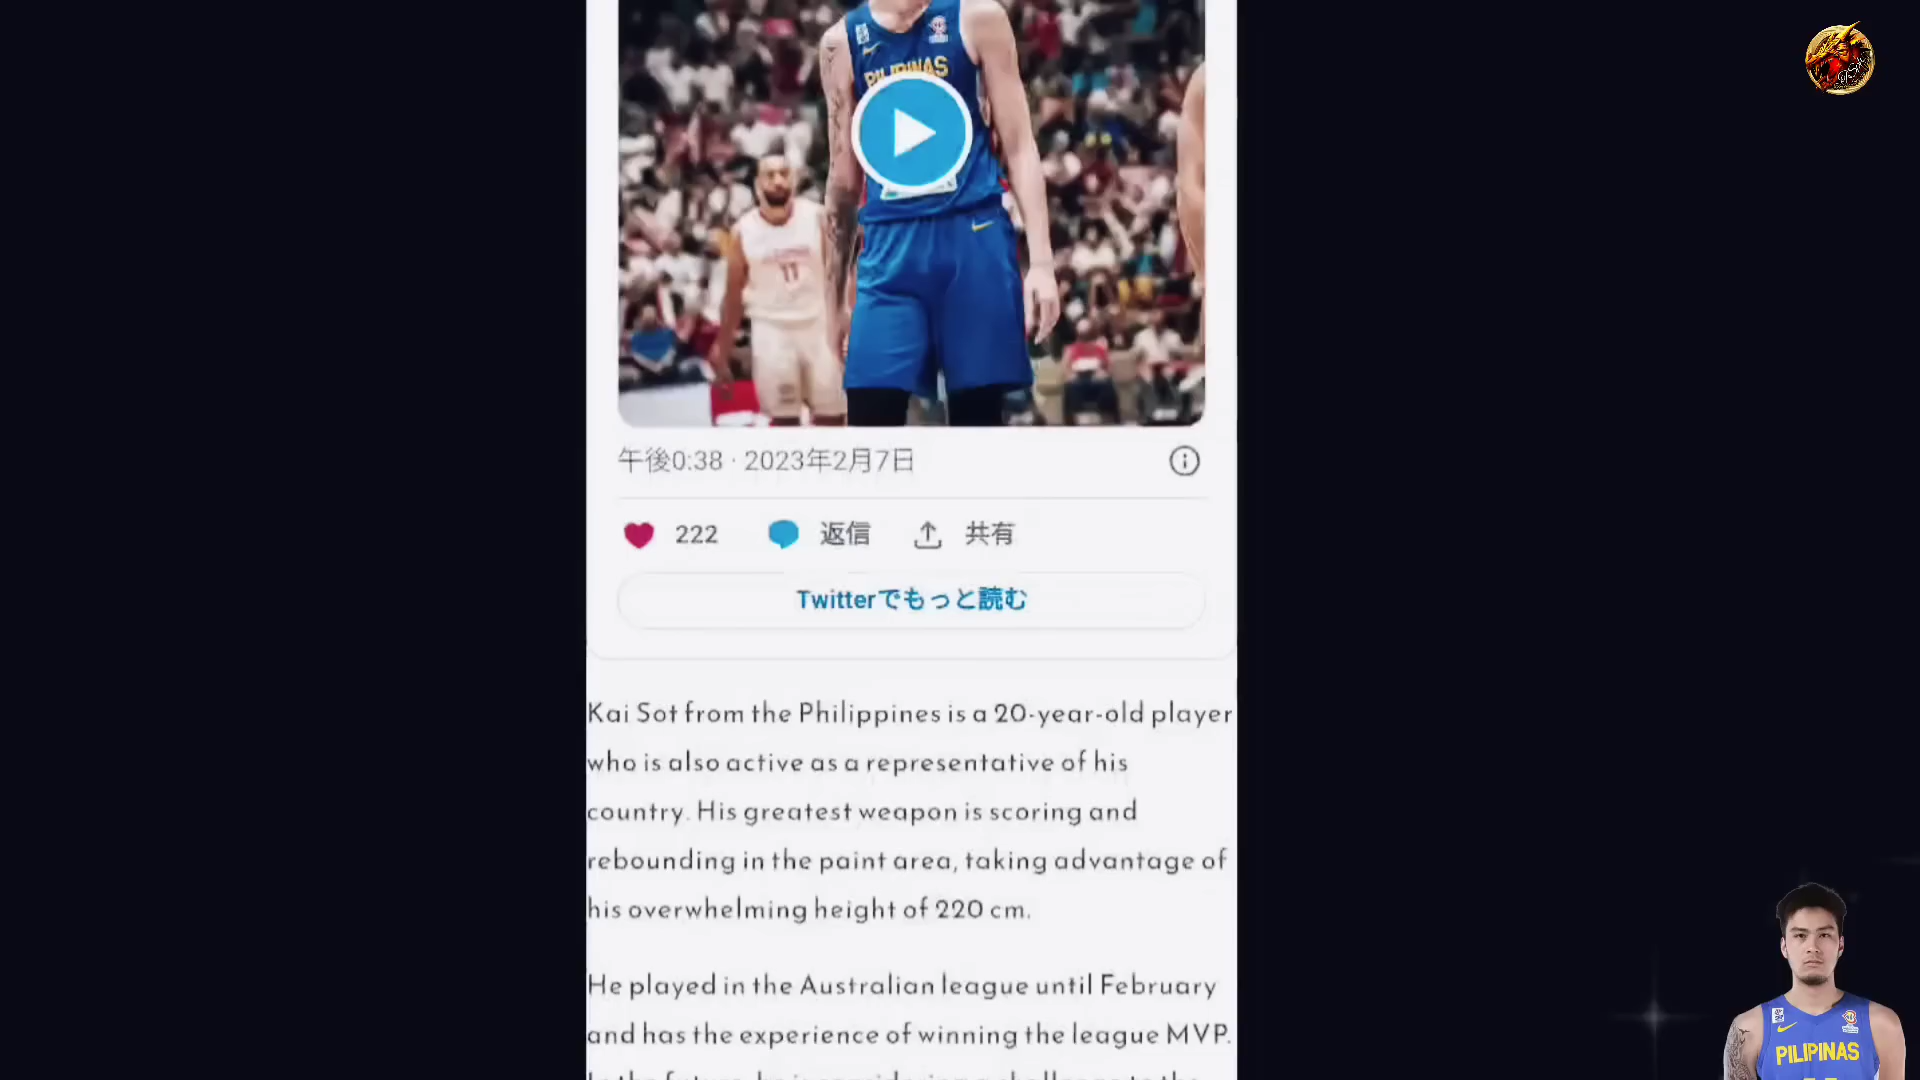 PILIPINAS
11
午後0:38 · 2023年2月7日
222 返信 共有
Twitterでもっと読む
Kai Sot from the Philippines is a 20-year-old player
who is also active as a representative of his
country. His greatest weapon is scoring and
rebounding in the paint area, taking advantage of
his overwhelming height of 220 cm.
He played in the Australian league until February
and has the experience of winning the league MVP.
PILIPINAS